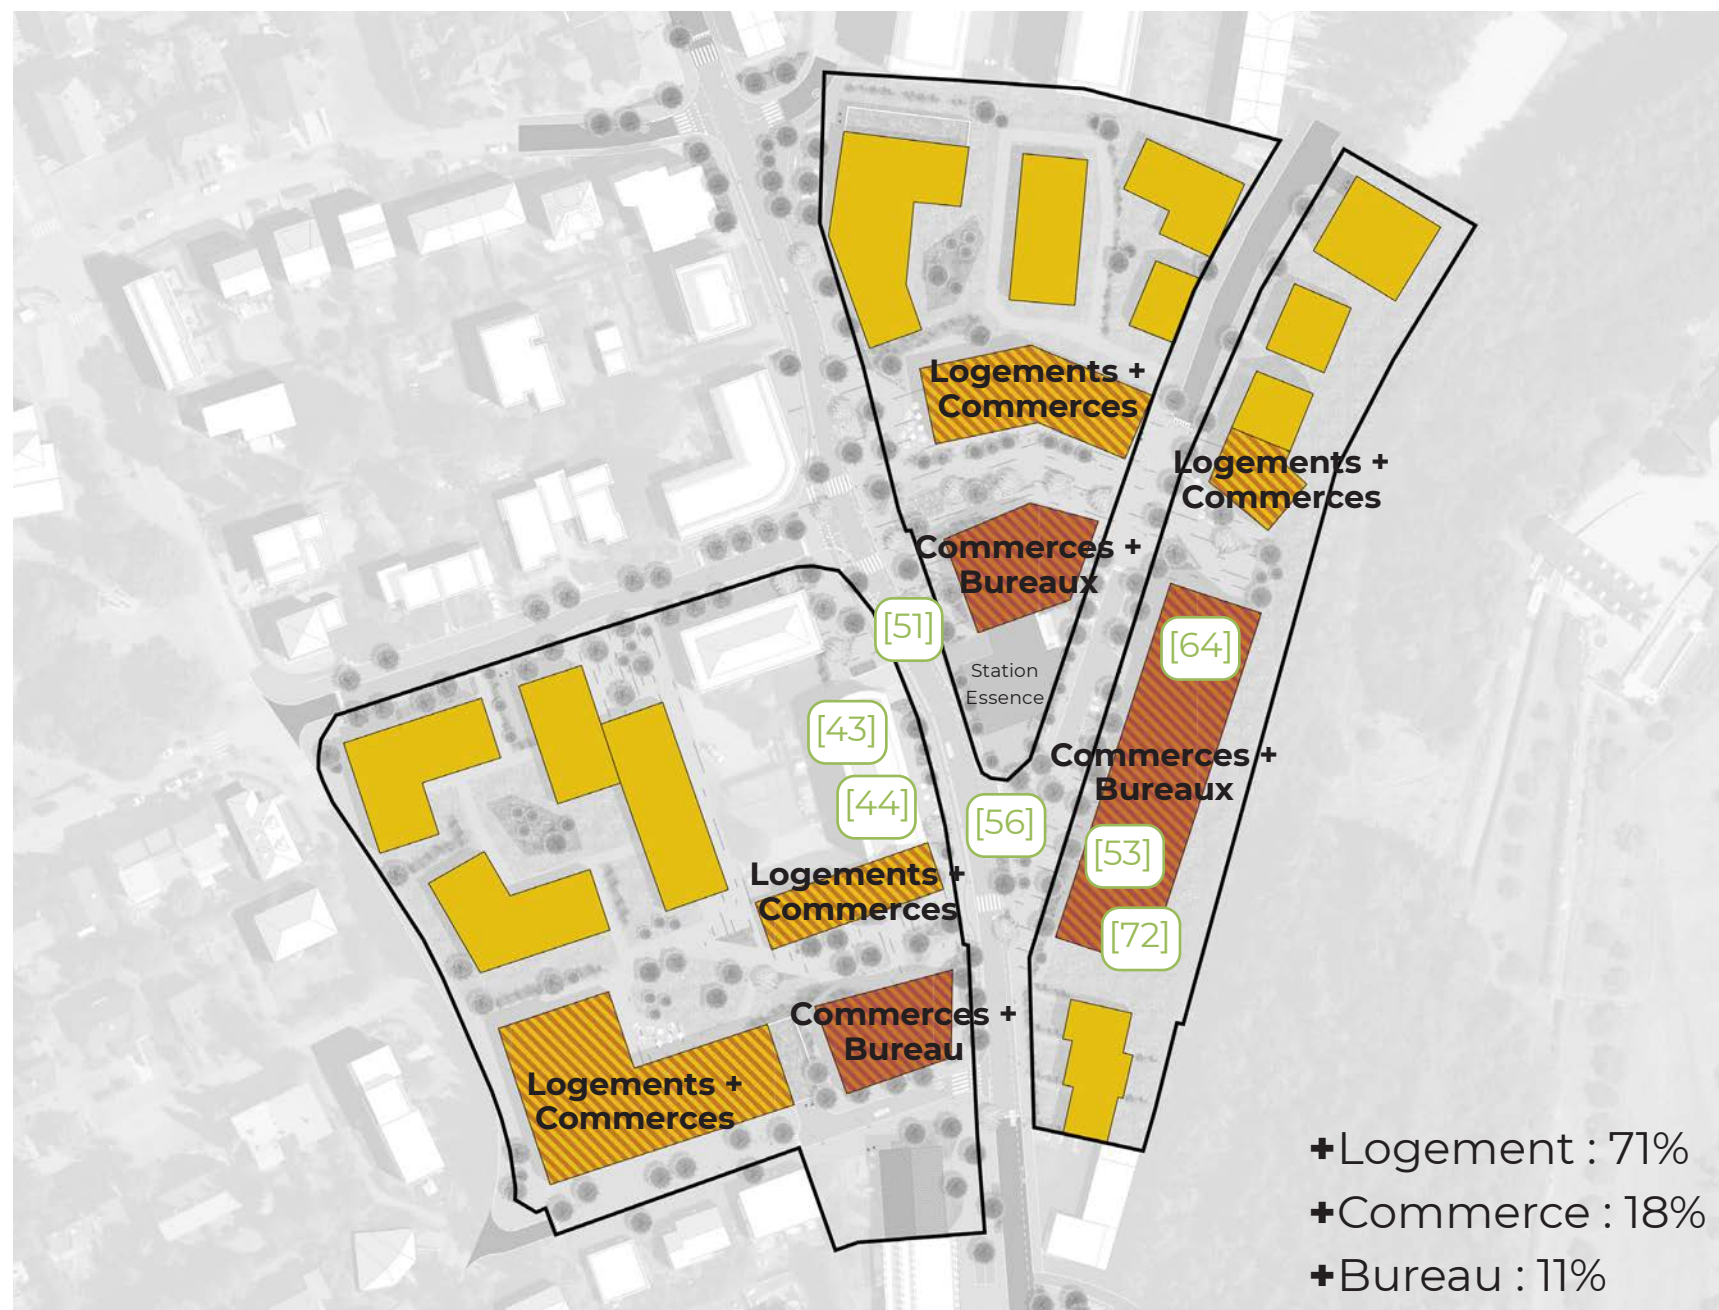 Logements +
Commerces
Logements +
Commerces
Commerces +
Bureaux
[51]
[64]
Station
Essence
[43]
Commerces +
Bureaux
[44]
[56]
[53]
Logements +
Commerces
[72]
Commerces +
Bureau
Logements +
Commerces
+Logement : 71%
+Commerce : 18%
+Bureau : 11%